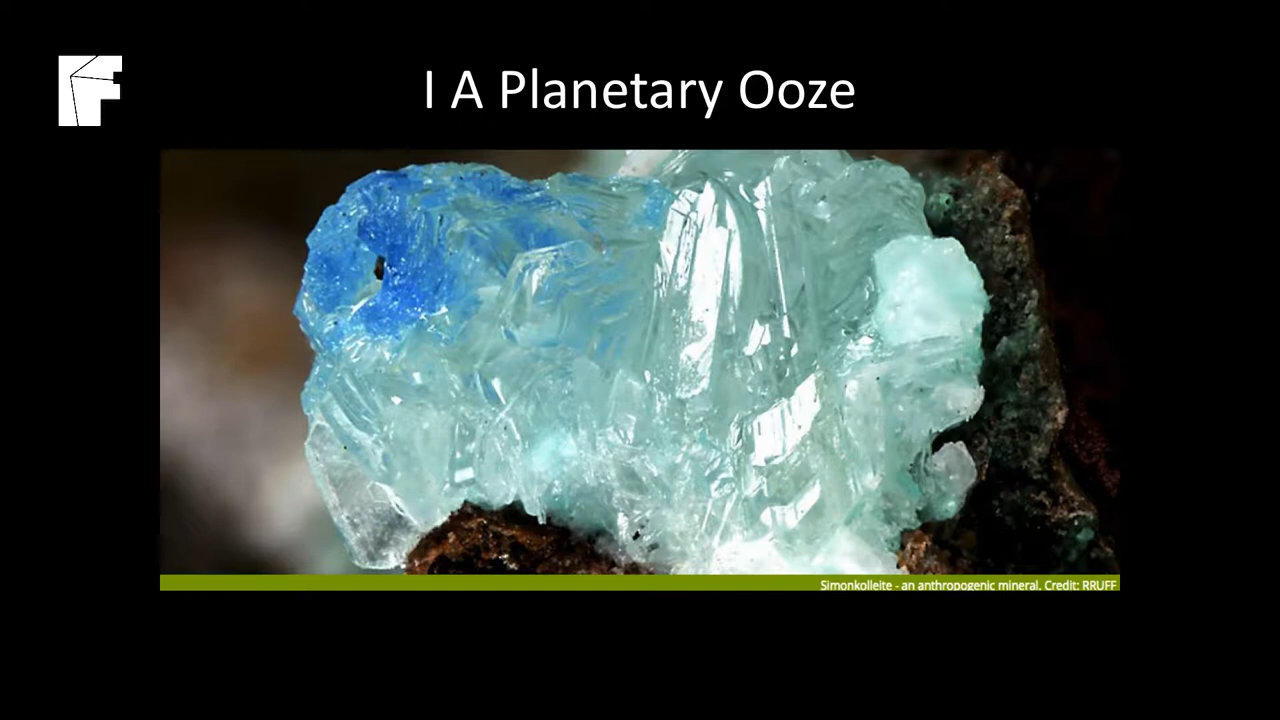 F
I A Planetary Ooze
Simonkolleite - an anthropogenic mineral. Credit: RRUFF